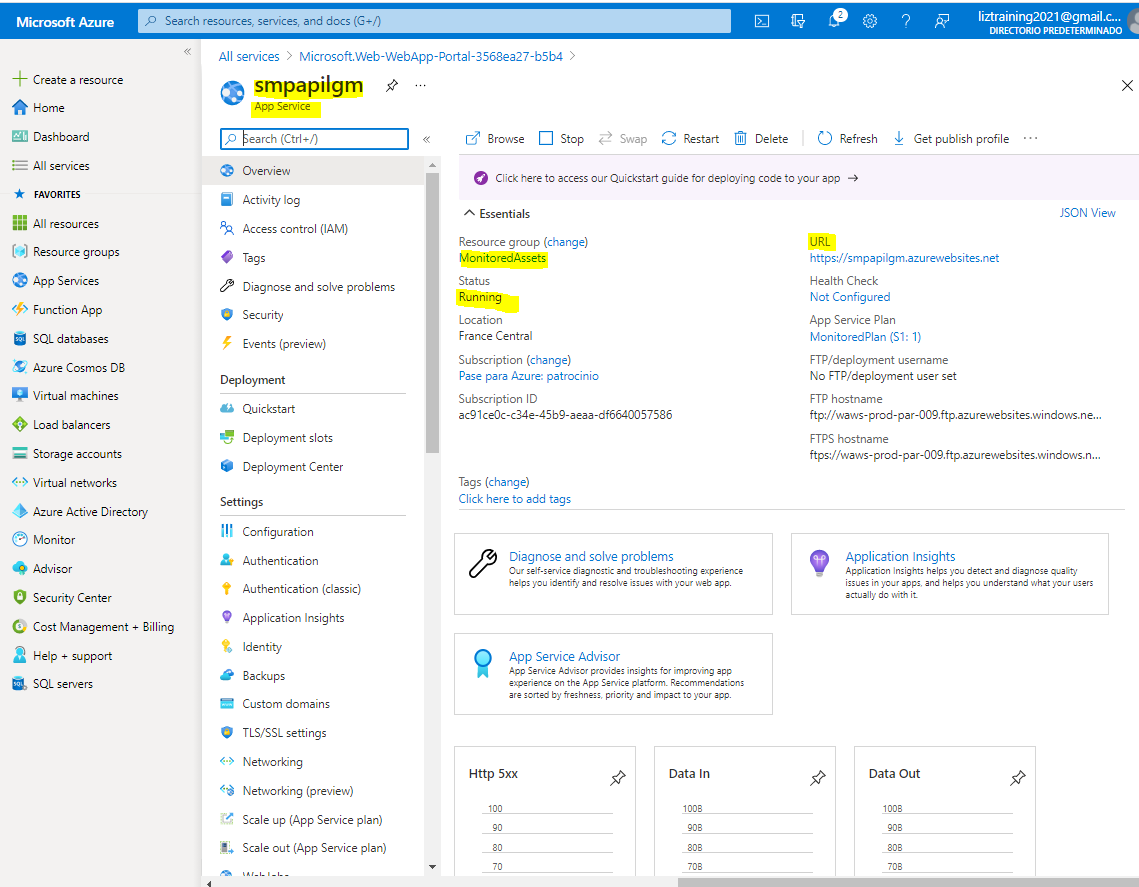 Microsoft Azure
Search resources, services, and docs (G+/)
2
liztraining2021@gmail.c...
DIRECTORIO PREDETERMINADO
«
Create a resource
Home
Dashboard
All services
FAVORITES
All resources
Resource groups
App Services
Function App
SQL databases
Azure Cosmos DB
Virtual machines
Load balancers
Storage accounts
Virtual networks
Azure Active Directory
Monitor
Advisor
Security Center
Cost Management + Billing
Help + support
SQL servers
All services > Microsoft.Web-WebApp-Portal-3568ea27-b5b4 >
smpapilgm
...
App Service
Search (Ctrl+/)
«
Overview
Activity log
Access control (IAM)
Tags
Diagnose and solve problems
Security
Events (preview)
Deployment
Quickstart
Deployment slots
Deployment Center
Settings
Configuration
Authentication
Authentication (classic)
Application Insights
Identity
Backups
Custom domains
TLS/SSL settings
Networking
Networking (preview)
Scale up (App Service plan)
Scale out (App Service plan)
WebJobs
Browse Stop Swap Restart Delete Refresh Get publish profile ...
Click here to access our Quickstart guide for deploying code to your app →
Essentials
JSON View
Resource group (change)
MonitoredAssets
Status
Running
Location
France Central
Subscription (change)
Pase para Azure: patrocinio
Subscription ID
ac91ce0c-c34e-45b9-aeaa-df6640057586
URL
https://smpapilgm.azurewebsites.net
Health Check
Not Configured
App Service Plan
MonitoredPlan (S1: 1)
FTP/deployment username
No FTP/deployment user set
FTP hostname
ftp://waws-prod-par-009.ftp.azurewebsites.windows.ne...
FTPS hostname
ftps://waws-prod-par-009.ftp.azurewebsites.windows.n...
Tags (change)
Click here to add tags
Diagnose and solve problems
Our self-service diagnostic and troubleshooting experience
helps you identify and resolve issues with your web app.
Application Insights
Application Insights helps you detect and diagnose quality
issues in your apps, and helps you understand what your users
actually do with it.
App Service Advisor
App Service Advisor provides insights for improving app
experience on the App Service platform. Recommendations
are sorted by freshness, priority and impact to your app.
Http 5xx
100
90
80
70
Data In
100B
90B
80B
70B
Data Out
100B
90B
80B
70B